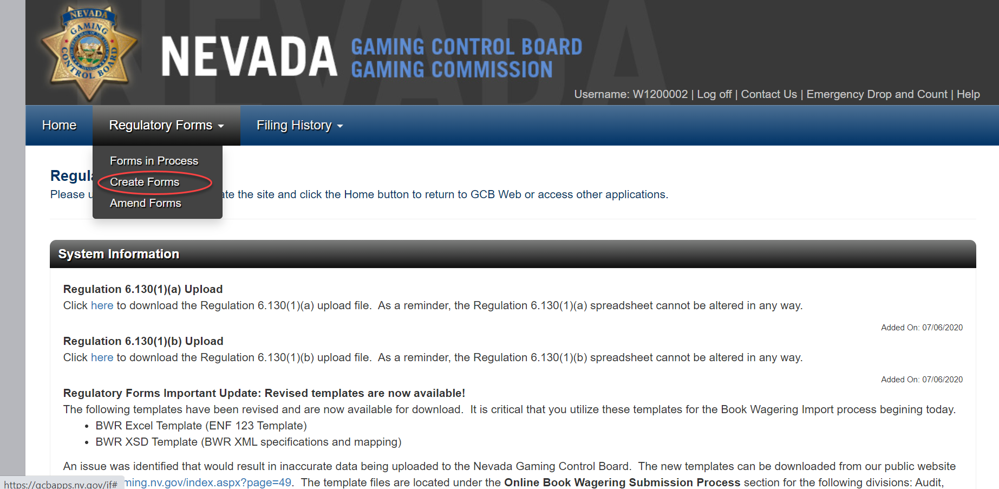 NEVADA
GAMING
CONTROL BOARD
NEVADA
NEVADA
GAMING CONTROL BOARD
GAMING COMMISSION
Username: W1200002 | Log off | Contact Us | Emergency Drop and Count | Help
Home Regulatory Forms Filing History
Forms in Process
Create Forms
Amend Forms
Regul
Please u ate the site and click the Home button to return to GCB Web or access other applications.
System Information
Regulation 6.130(1)(a) Upload
Click here to download the Regulation 6.130(1)(a) upload file. As a reminder, the Regulation 6.130(1)(a) spreadsheet cannot be altered in any way.
Added On: 07/06/2020
Regulation 6.130(1)(b) Upload
Click here to download the Regulation 6.130(1)(b) upload file. As a reminder, the Regulation 6.130(1)(b) spreadsheet cannot be altered in any way.
Added On: 07/06/2020
Regulatory Forms Important Update: Revised templates are now available!
The following templates have been revised and are now available for download. It is critical that you utilize these templates for the Book Wagering Import process begining today.
• BWR Excel Template (ENF 123 Template)
• BWR XSD Template (BWR XML specifications and mapping)
An issue was identified that would result in inaccurate data being uploaded to the Nevada Gaming Control Board. The new templates can be downloaded from our public website
ming.nv.gov/index.aspx?page=49. The template files are located under the Online Book Wagering Submission Process section for the following divisions: Audit,
https://gcbapps.nv.gov/if#